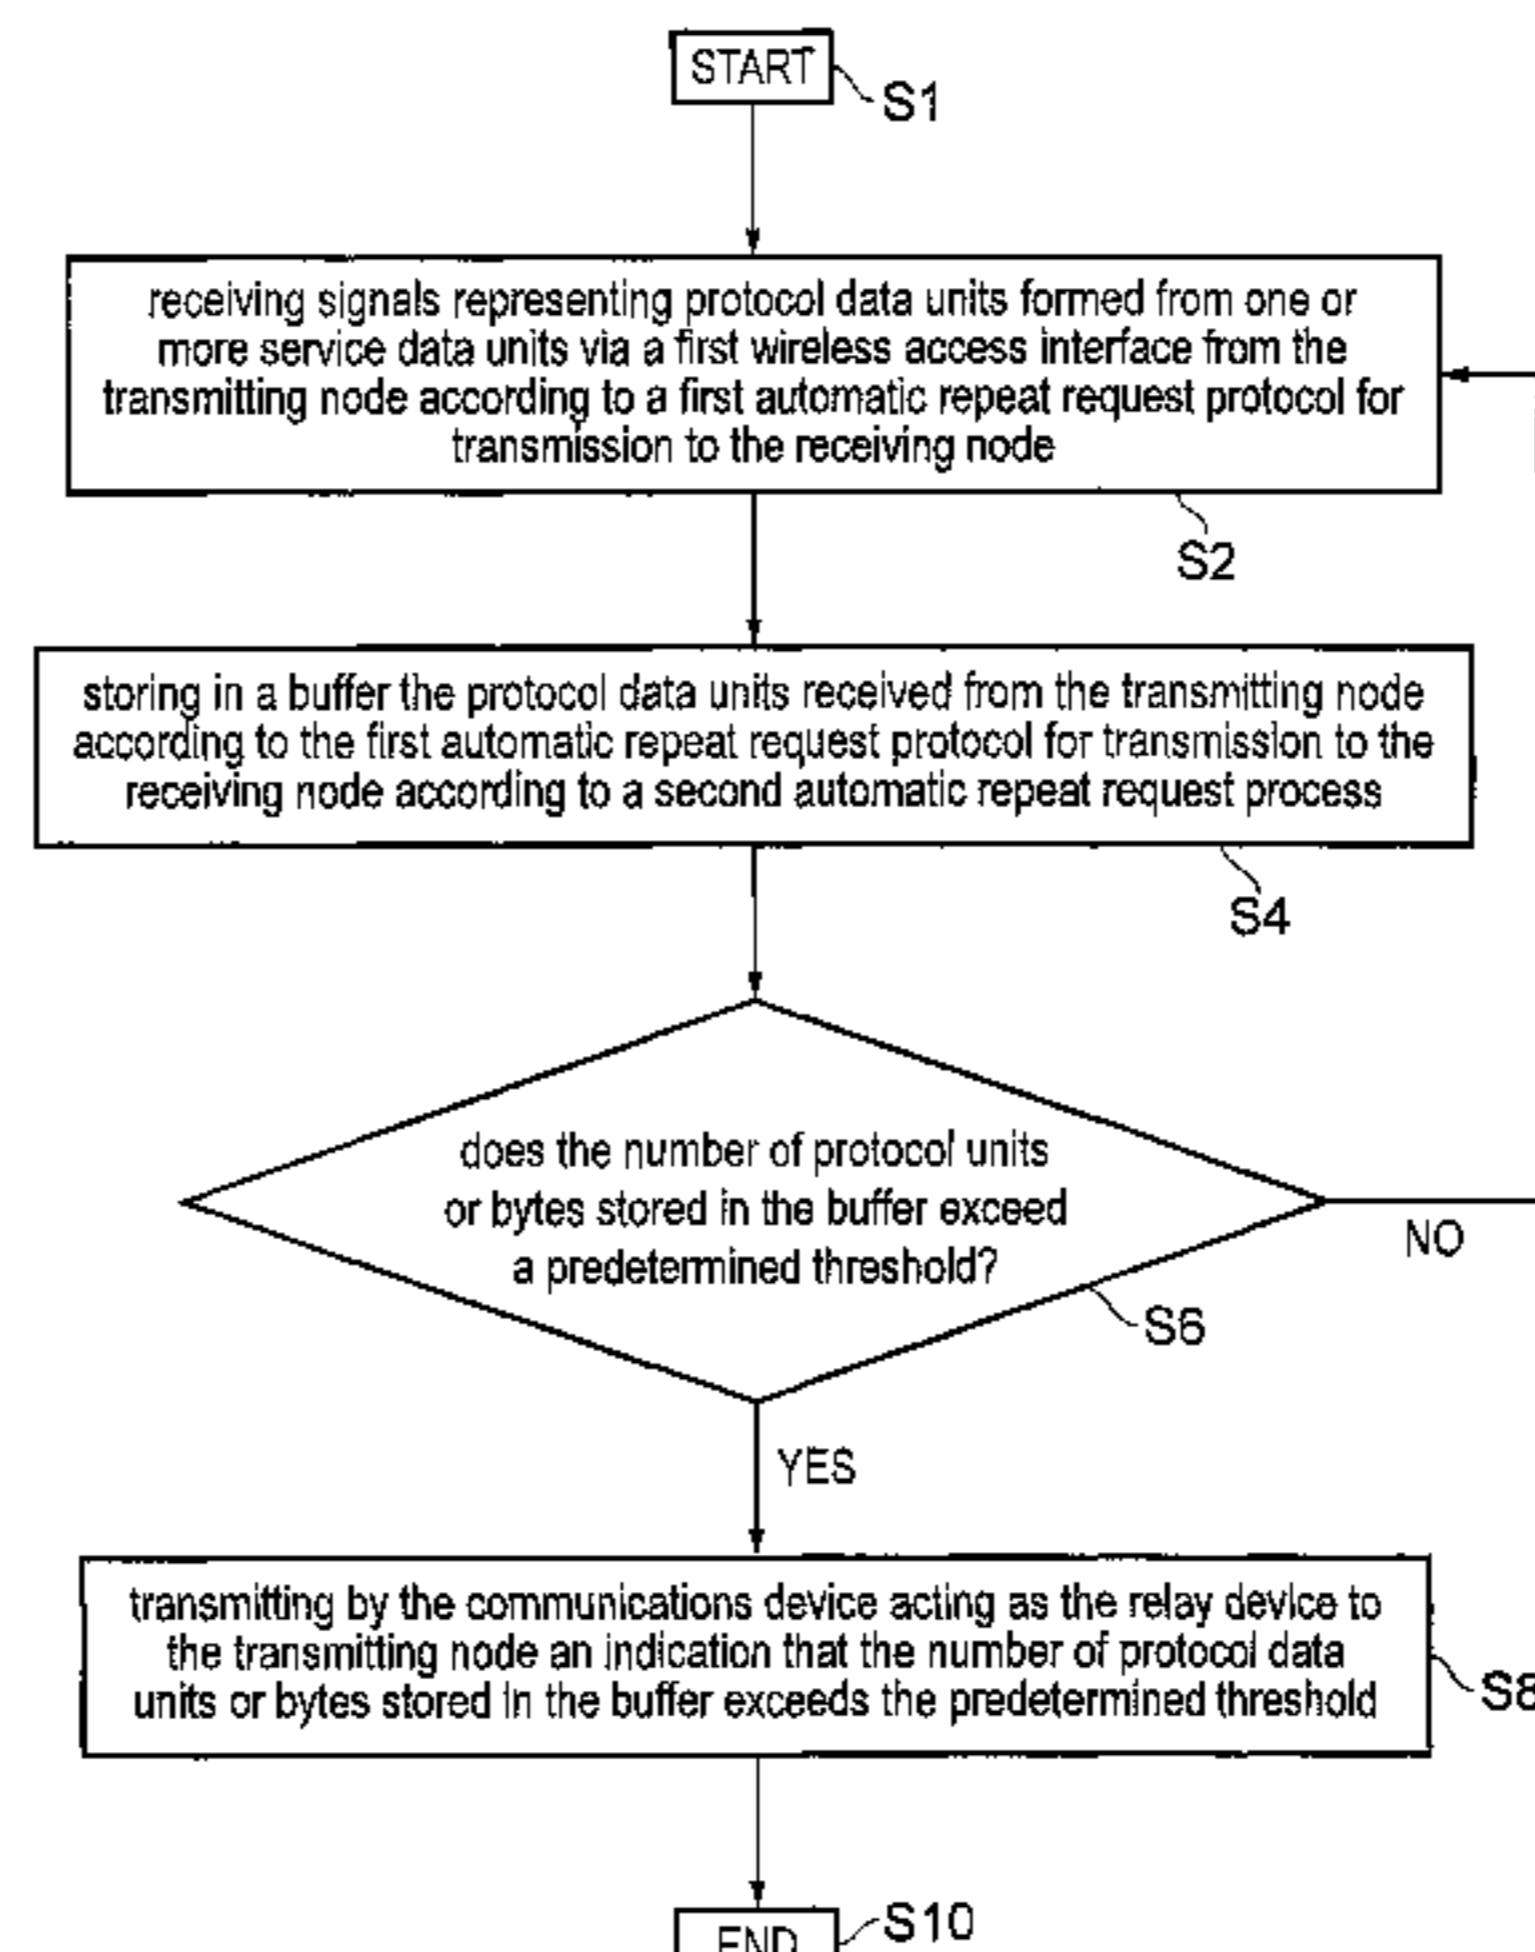 START
S1
receiving signals representing protocol data units formed from one or
more service data units via a first wireless access interface from the
transmitting node according to a first automatic repeat request protocol for
transmission to the receiving node
S2
storing in a buffer the protocol data units received from the transmitting node
according to the first automatic repeat request protocol for transmission to the
receiving node according to a second automatic repeat request process
S4
does the number of protocol units
or bytes stored in the buffer exceed
a predetermined threshold?
NO
S6
YES
transmitting by the communications device acting as the relay device to
the transmitting node an indication that the number of protocol data
units or bytes stored in the buffer exceeds the predetermined threshold
S8
END
S10